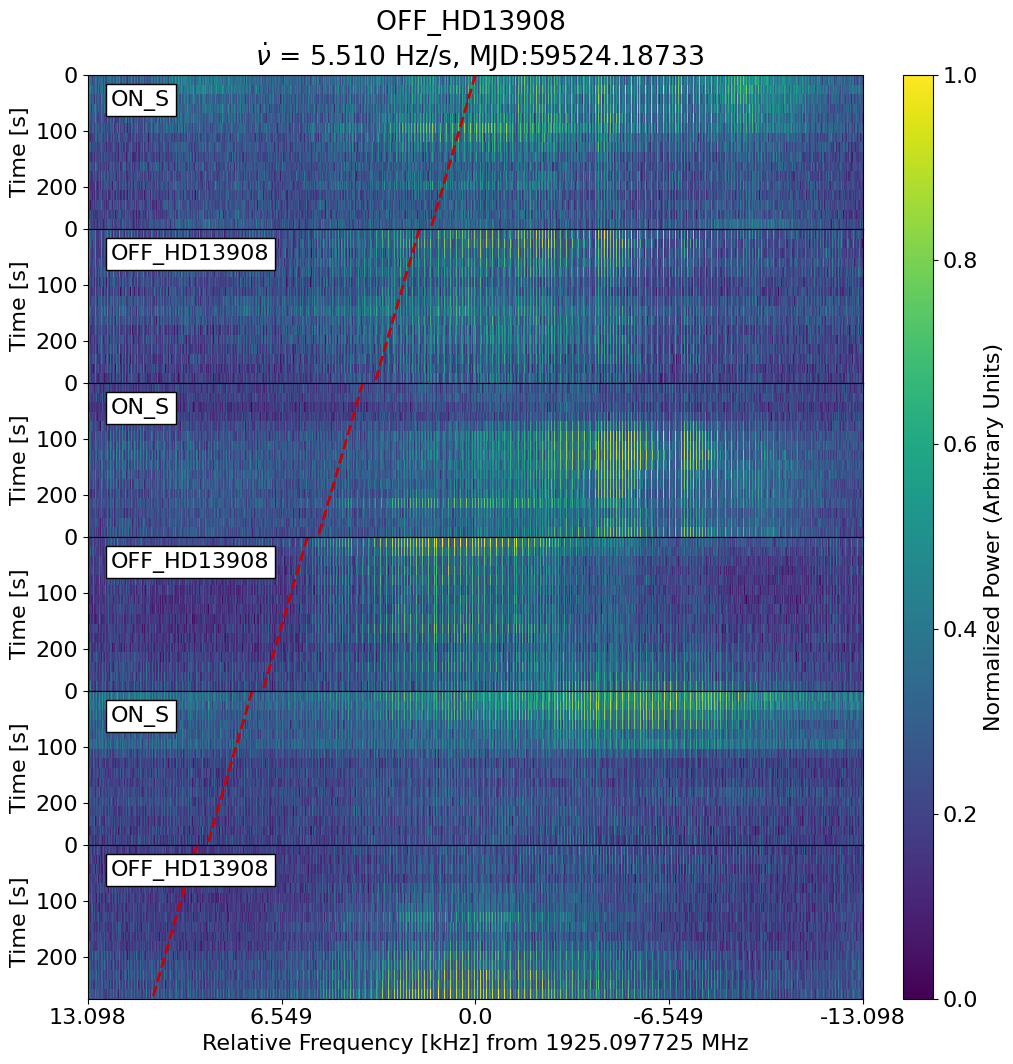 OFF_HD13908
ν̇ = 5.510 Hz/s, MJD:59524.18733
0
ON_S
100
200
Time [s]
0
OFF_HD13908
100
200
Time [s]
0
ON_S
100
200
Time [s]
0
OFF_HD13908
100
200
Time [s]
0
ON_S
100
200
Time [s]
0
OFF_HD13908
100
200
Time [s]
13.098 6.549 0.0 -6.549 -13.098
Relative Frequency [kHz] from 1925.097725 MHz
1.0
0.8
0.6
0.4
0.2
0.0
Normalized Power (Arbitrary Units)